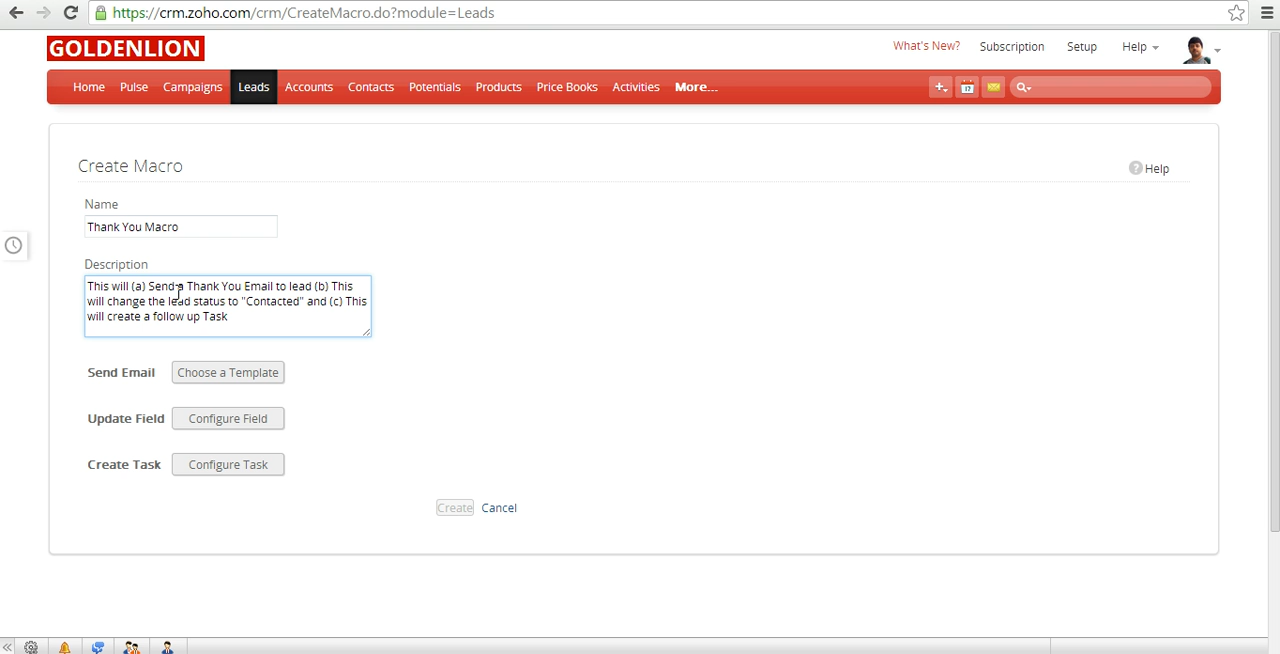 https://crm.zoho.com/crm/CreateMacro.do?module=Leads
GOLDENLION
What's New? Subscription Setup Help
Home Pulse Campaigns Leads Accounts Contacts Potentials Products Price Books Activities More...
Create Macro
? Help
Name
Thank You Macro
Description
This will (a) Send a Thank You Email to lead (b) This
will change the lead status to "Contacted" and (c) This
will create a follow up Task
Send Email Choose a Template
Update Field Configure Field
Create Task Configure Task
Create Cancel